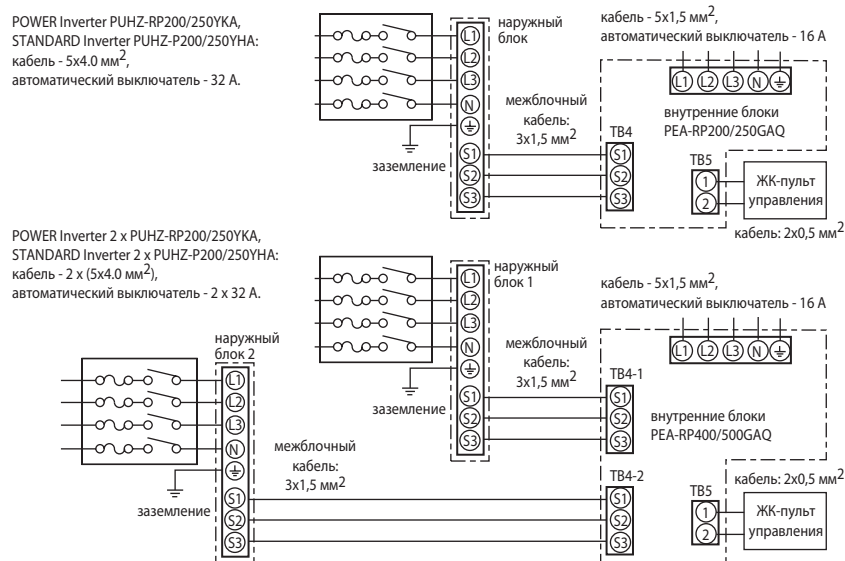 POWER Inverter PUHZ-RP200/250YKA,
STANDARD Inverter PUHZ-P200/250YHA:
кабель - 5x4.0 мм2,
автоматический выключатель - 32 А.
L1
L2
L3
N
S1
S2
S3
наружный
блок
заземление
межблочный
кабель:
3x1,5 мм2
кабель - 5x1,5 мм2,
автоматический выключатель - 16 А
L1 L2 L3 N
внутренние блоки
PEA-RP200/250GAQ
TB4
S1
S2
S3
TB5
1
2
ЖК-пульт
управления
кабель: 2x0,5 мм2
POWER Inverter 2 x PUHZ-RP200/250YKA,
STANDARD Inverter 2 x PUHZ-P200/250YHA:
кабель - 2 x (5x4.0 мм2),
автоматический выключатель - 2 x 32 А.
наружный
блок 1
L1
L2
L3
N
S1
S2
S3
заземление
межблочный
кабель:
3x1,5 мм2
кабель - 5x1,5 мм2,
автоматический выключатель - 16 А
L1 L2 L3 N
TB4-1
S1
S2
S3
внутренние блоки
PEA-RP400/500GAQ
наружный
блок 2
L1
L2
L3
N
S1
S2
S3
заземление
межблочный
кабель:
3x1,5 мм2
TB4-2
S1
S2
S3
TB5
1
2
кабель: 2x0,5 мм2
ЖК-пульт
управления